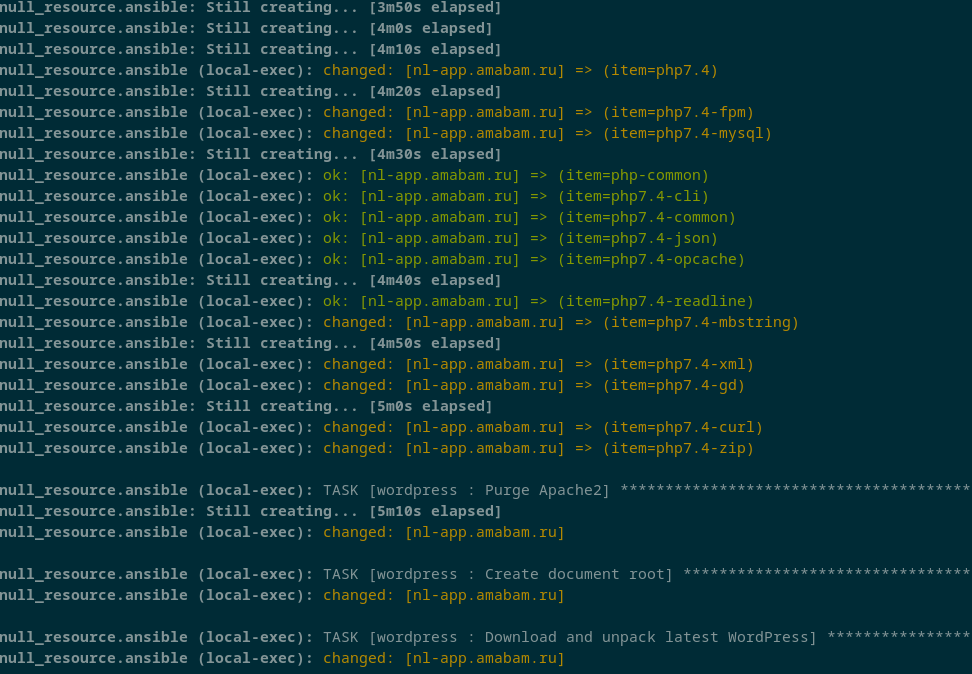 null_resource.ansible: Still creating... [3m50s elapsed]
null_resource.ansible: Still creating... [4m0s elapsed]
null_resource.ansible: Still creating... [4m10s elapsed]
null_resource.ansible (local-exec): changed: [nl-app.amabam.ru] => (item=php7.4)
null_resource.ansible: Still creating... [4m20s elapsed]
null_resource.ansible (local-exec): changed: [nl-app.amabam.ru] => (item=php7.4-fpm)
null_resource.ansible (local-exec): changed: [nl-app.amabam.ru] => (item=php7.4-mysql)
null_resource.ansible: Still creating... [4m30s elapsed]
null_resource.ansible (local-exec): ok: [nl-app.amabam.ru] => (item=php-common)
null_resource.ansible (local-exec): ok: [nl-app.amabam.ru] => (item=php7.4-cli)
null_resource.ansible (local-exec): ok: [nl-app.amabam.ru] => (item=php7.4-common)
null_resource.ansible (local-exec): ok: [nl-app.amabam.ru] => (item=php7.4-json)
null_resource.ansible (local-exec): ok: [nl-app.amabam.ru] => (item=php7.4-opcache)
null_resource.ansible: Still creating... [4m40s elapsed]
null_resource.ansible (local-exec): ok: [nl-app.amabam.ru] => (item=php7.4-readline)
null_resource.ansible (local-exec): changed: [nl-app.amabam.ru] => (item=php7.4-mbstring)
null_resource.ansible: Still creating... [4m50s elapsed]
null_resource.ansible (local-exec): changed: [nl-app.amabam.ru] => (item=php7.4-xml)
null_resource.ansible (local-exec): changed: [nl-app.amabam.ru] => (item=php7.4-gd)
null_resource.ansible: Still creating... [5m0s elapsed]
null_resource.ansible (local-exec): changed: [nl-app.amabam.ru] => (item=php7.4-curl)
null_resource.ansible (local-exec): changed: [nl-app.amabam.ru] => (item=php7.4-zip)
null_resource.ansible (local-exec): TASK [wordpress : Purge Apache2] ***************************************
null_resource.ansible: Still creating... [5m10s elapsed]
null_resource.ansible (local-exec): changed: [nl-app.amabam.ru]
null_resource.ansible (local-exec): TASK [wordpress : Create document root] ********************************
null_resource.ansible (local-exec): changed: [nl-app.amabam.ru]
null_resource.ansible (local-exec): TASK [wordpress : Download and unpack latest WordPress] ****************
null_resource.ansible (local-exec): changed: [nl-app.amabam.ru]